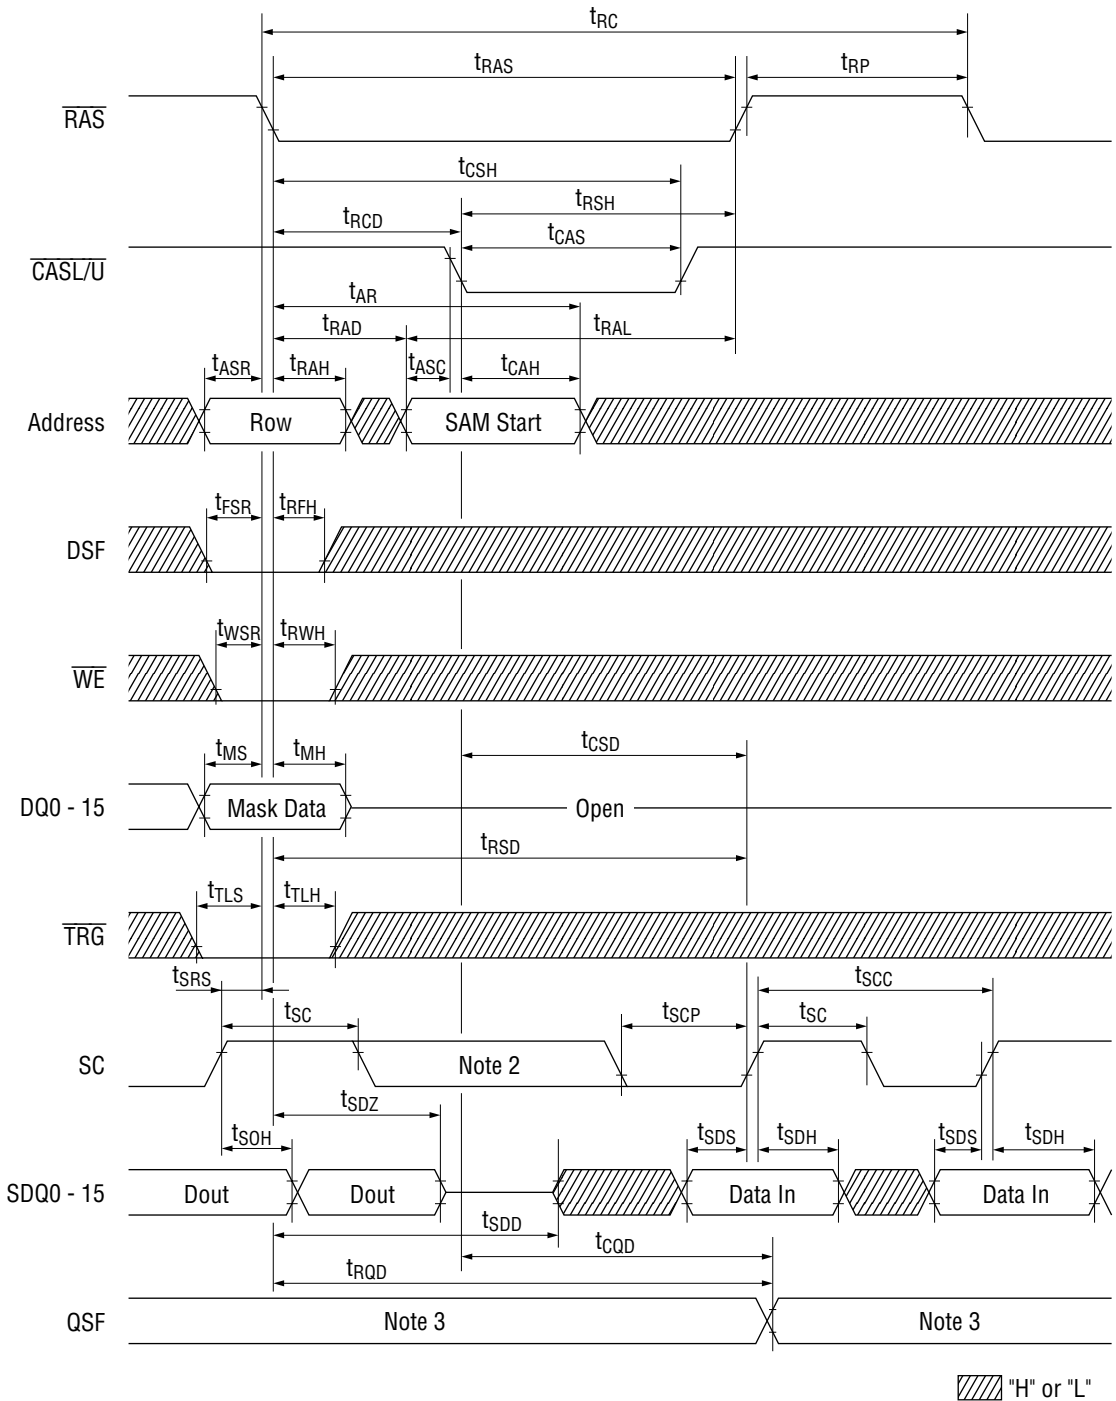 tRC
tRAS
tRP
RAS
tCSH
tRSH
tRCD
tCAS
CASL/U
tAR
tRAD
tRAL
tASR
tRAH
tASC
tCAH
Address
Row
SAM Start
tFSR
tRFH
DSF
tWSR
tRWH
WE
tCSD
tMS
tMH
DQ0 - 15
Mask Data
Open
tRSD
tTLS
tTLH
TRG
tSRS
tSCC
tSC
tSCP
tSC
SC
Note 2
tSDZ
tSOH
tSDS
tSDH
tSDS
tSDH
SDQ0 - 15
Dout
Dout
Data In
Data In
tSDD
tCQD
tRQD
QSF
Note 3
Note 3
"H" or "L"